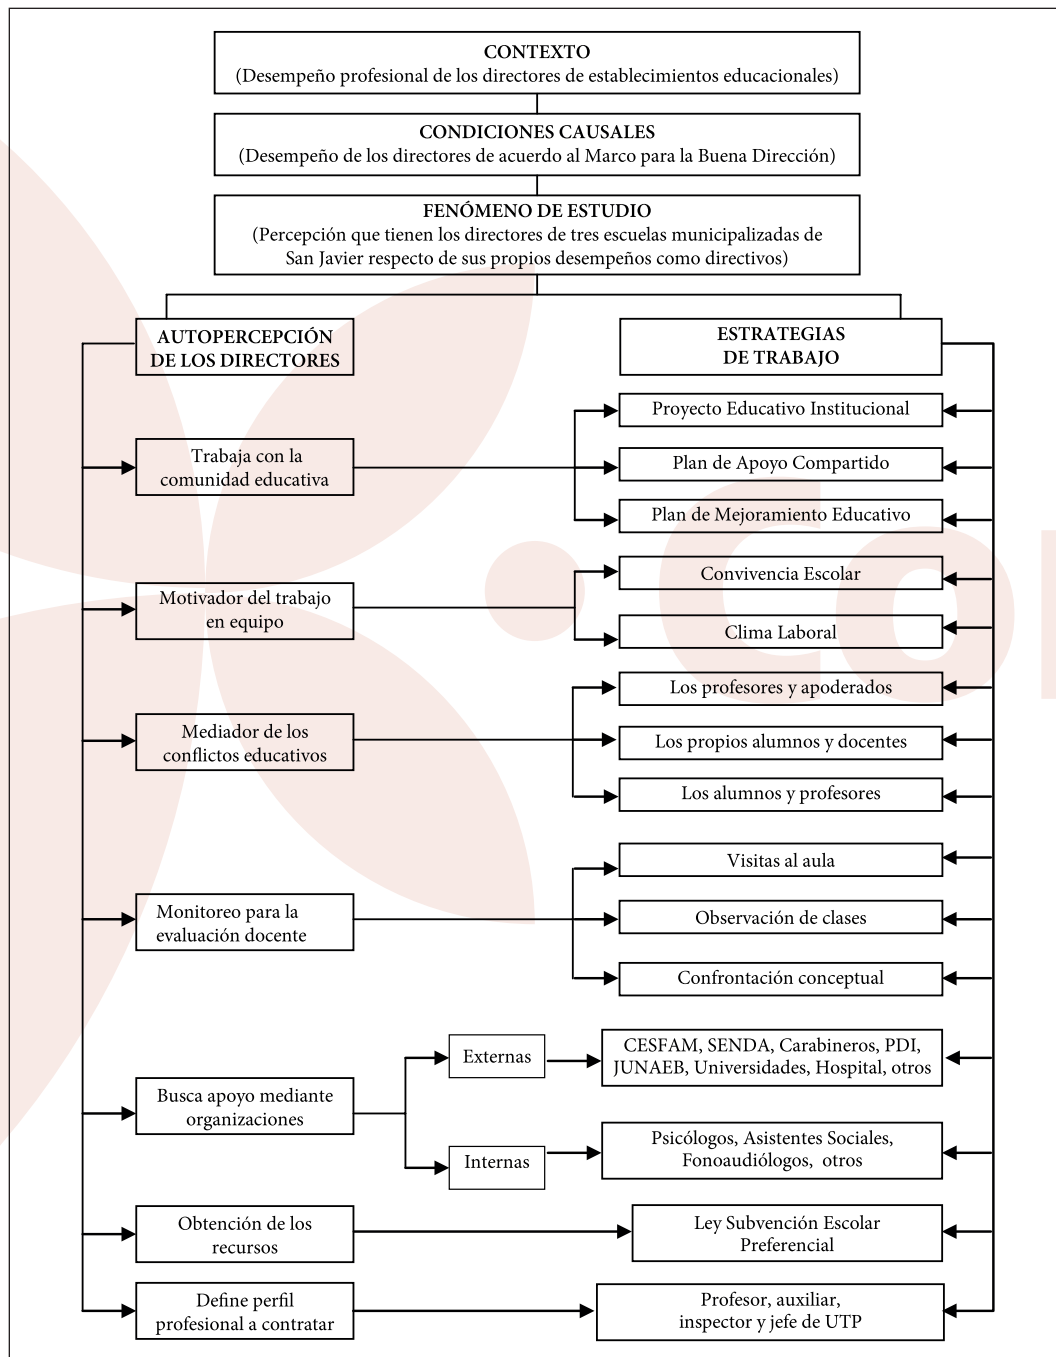 CONTEXTO
(Desempeño profesional de los directores de establecimientos educacionales)
CONDICIONES CAUSALES
(Desempeño de los directores de acuerdo al Marco para la Buena Dirección)
FENÓMENO DE ESTUDIO
(Percepción que tienen los directores de tres escuelas municipalizadas de
San Javier respecto de sus propios desempeños como directivos)
AUTOPERCEPCIÓN
DE LOS DIRECTORES
ESTRATEGIAS
DE TRABAJO
Trabaja con la
comunidad educativa
Proyecto Educativo Institucional
Plan de Apoyo Compartido
Plan de Mejoramiento Educativo
Motivador del trabajo
en equipo
Convivencia Escolar
Clima Laboral
Mediador de los
conflictos educativos
Los profesores y apoderados
Los propios alumnos y docentes
Los alumnos y profesores
Monitoreo para la
evaluación docente
Visitas al aula
Observación de clases
Confrontación conceptual
Busca apoyo mediante
organizaciones
Externas
CESFAM, SENDA, Carabineros, PDI,
JUNAEB, Universidades, Hospital, otros
Internas
Psicólogos, Asistentes Sociales,
Fonoaudiólogos, otros
Obtención de los
recursos
Ley Subvención Escolar
Preferencial
Define perfil
profesional a contratar
Profesor, auxiliar,
inspector y jefe de UTP